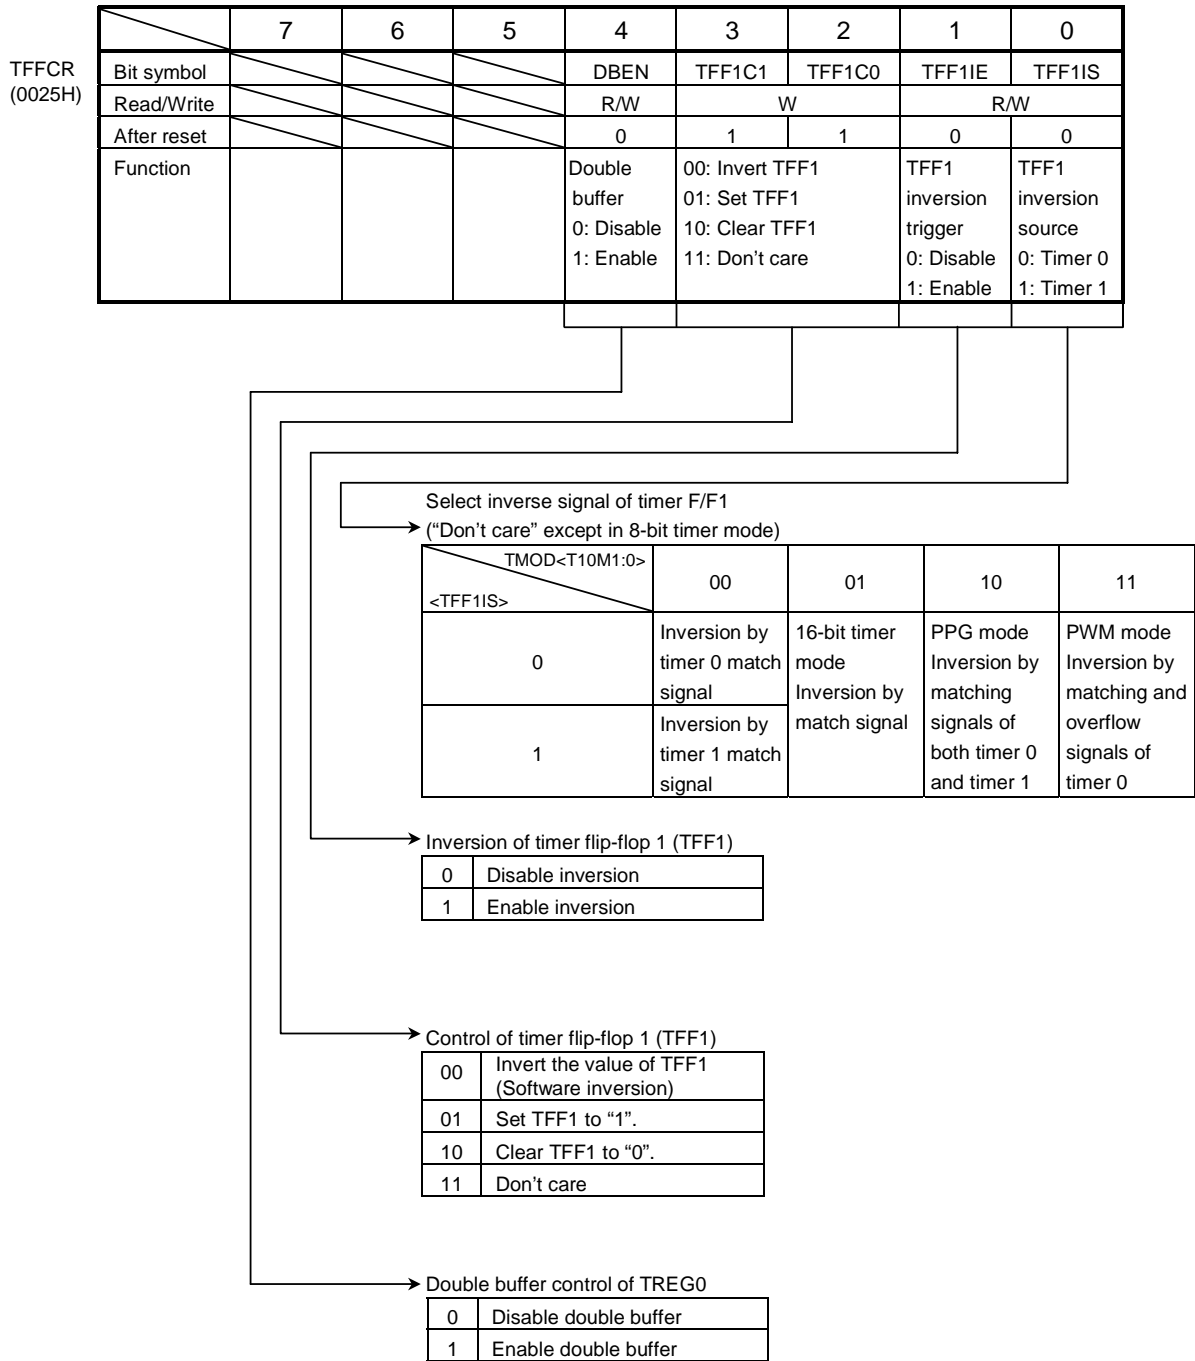 7 6 5 4 3 2 1 0
TFFCR
(0025H)
Bit symbol DBEN TFF1C1 TFF1C0 TFF1IE TFF1IS
Read/Write R/W W R/W
After reset 0 1 1 0 0
Function
Double
buffer
0: Disable
1: Enable
00: Invert TFF1
01: Set TFF1
10: Clear TFF1
11: Don't care
TFF1
inversion
trigger
0: Disable
1: Enable
TFF1
inversion
source
0: Timer 0
1: Timer 1
Select inverse signal of timer F/F1
(“Don’t care” except in 8-bit timer mode)
TMOD<T10M1:0>
<TFF1IS>
00 01 10 11
0
Inversion by
timer 0 match
signal
1
Inversion by
timer 1 match
signal
16-bit timer
mode
Inversion by
match signal
PPG mode
Inversion by
matching
signals of
both timer 0
and timer 1
PWM mode
Inversion by
matching and
overflow
signals of
timer 0
Inversion of timer flip-flop 1 (TFF1)
0 Disable inversion
1 Enable inversion
Control of timer flip-flop 1 (TFF1)
00 Invert the value of TFF1
(Software inversion)
01 Set TFF1 to “1”.
10 Clear TFF1 to “0”.
11 Don’t care
Double buffer control of TREG0
0 Disable double buffer
1 Enable double buffer